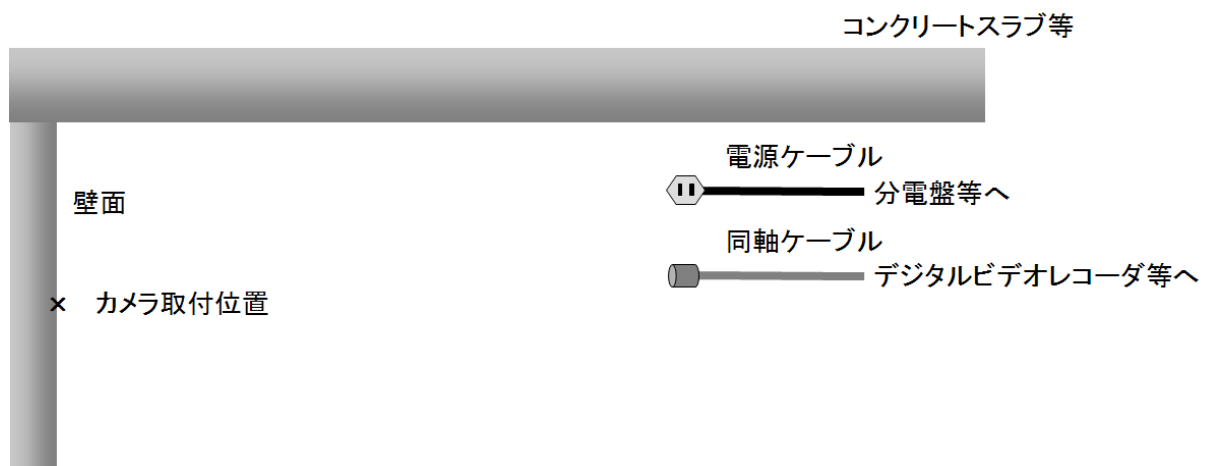 コンクリートスラブ等
電源ケーブル
分電盤等へ
壁面
同軸ケーブル
デジタルビデオレコーダ等へ
× カメラ取付位置